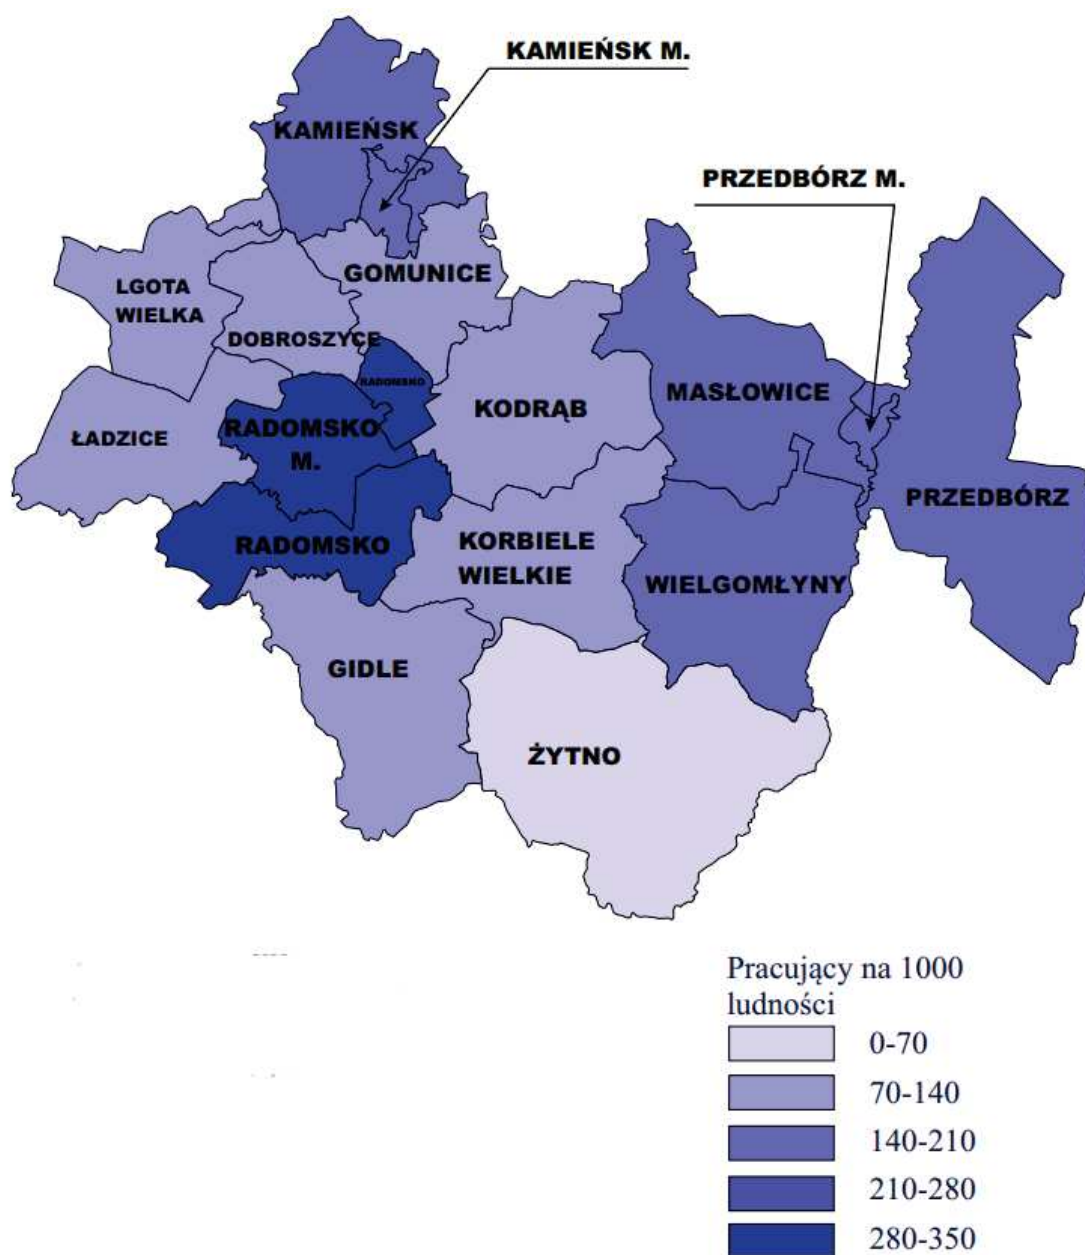 KAMIEŃSK M.
KAMIEŃSK
PRZEDBÓRZ M.
GOMUNICE
LGOTA
WIELKA
DOBROSZYCE
RADOMSKO
MASŁOWICE
KODRĄB
ŁADZICE
RADOMSKO
M.
PRZEDBÓRZ
RADOMSKO
KORBIELE
WIELKIE
WIELGOMŁYNY
GIDLE
ŻYTNO
Pracujący na 1000
ludności
0-70
70-140
140-210
210-280
280-350